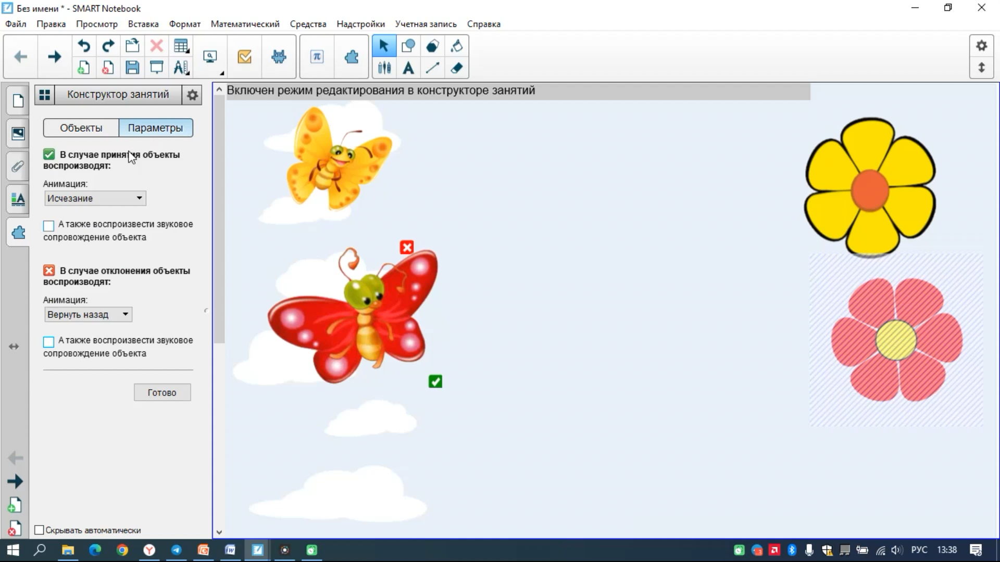 Без имени * - SMART Notebook
Файл Правка Просмотр Вставка Формат Математический Средства Надстройки Учетная запись Справка
Конструктор занятий
Объекты Параметры
В случае принятия объекты
воспроизводят:
Анимация:
Исчезание
А также воспроизвести звуковое
сопровождение объекта
В случае отклонения объекты
воспроизводят:
Анимация:
Вернуть назад
А также воспроизвести звуковое
сопровождение объекта
Готово
Скрывать автоматически
Включен режим редактирования в конструкторе занятий
РУС 13:38